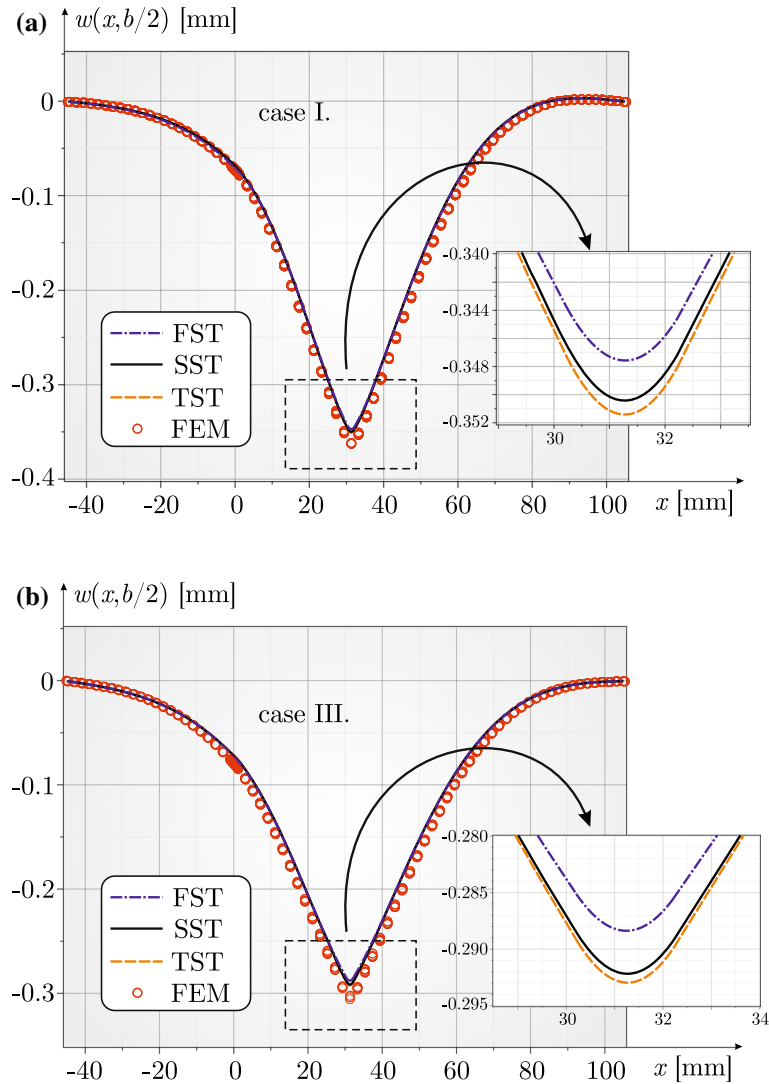 (a) w(x,b/2) [mm]
0
-0.1
-0.2
-0.3
-0.4
case I.
FST
SST
TST
FEM
-0.340
-0.344
-0.348
-0.352
30 32
-40 -20 0 20 40 60 80 100 x [mm]
(b) w(x,b/2) [mm]
0
-0.1
-0.2
-0.3
case III.
FST
SST
TST
FEM
-0.280
-0.285
-0.290
-0.295
30 32 34
-40 -20 0 20 40 60 80 100 x [mm]